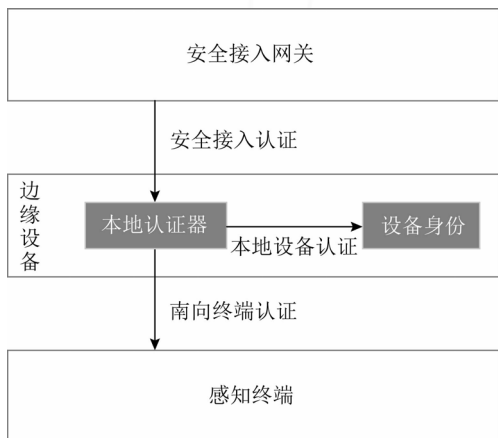 安全接入网关
安全接入认证
边缘设备
本地认证器
本地设备认证
设备身份
南向终端认证
感知终端